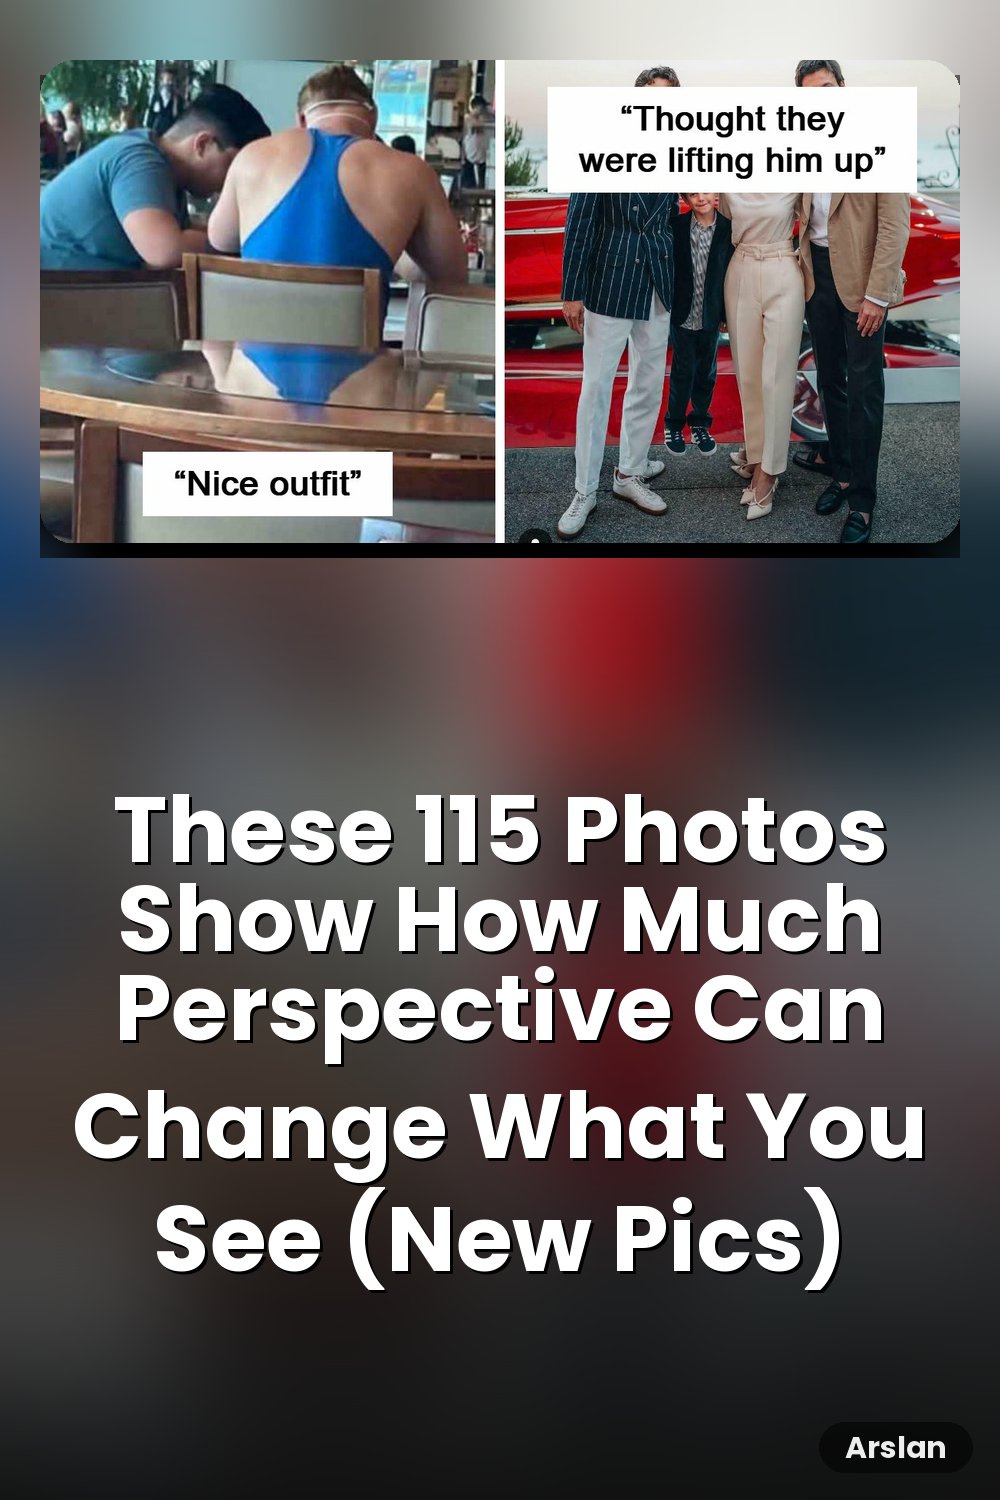 “Thought they
were lifting him up”
“Nice outfit”
These 115 Photos
Show How Much
Perspective Can
Change What You
See (New Pics)
Arslan